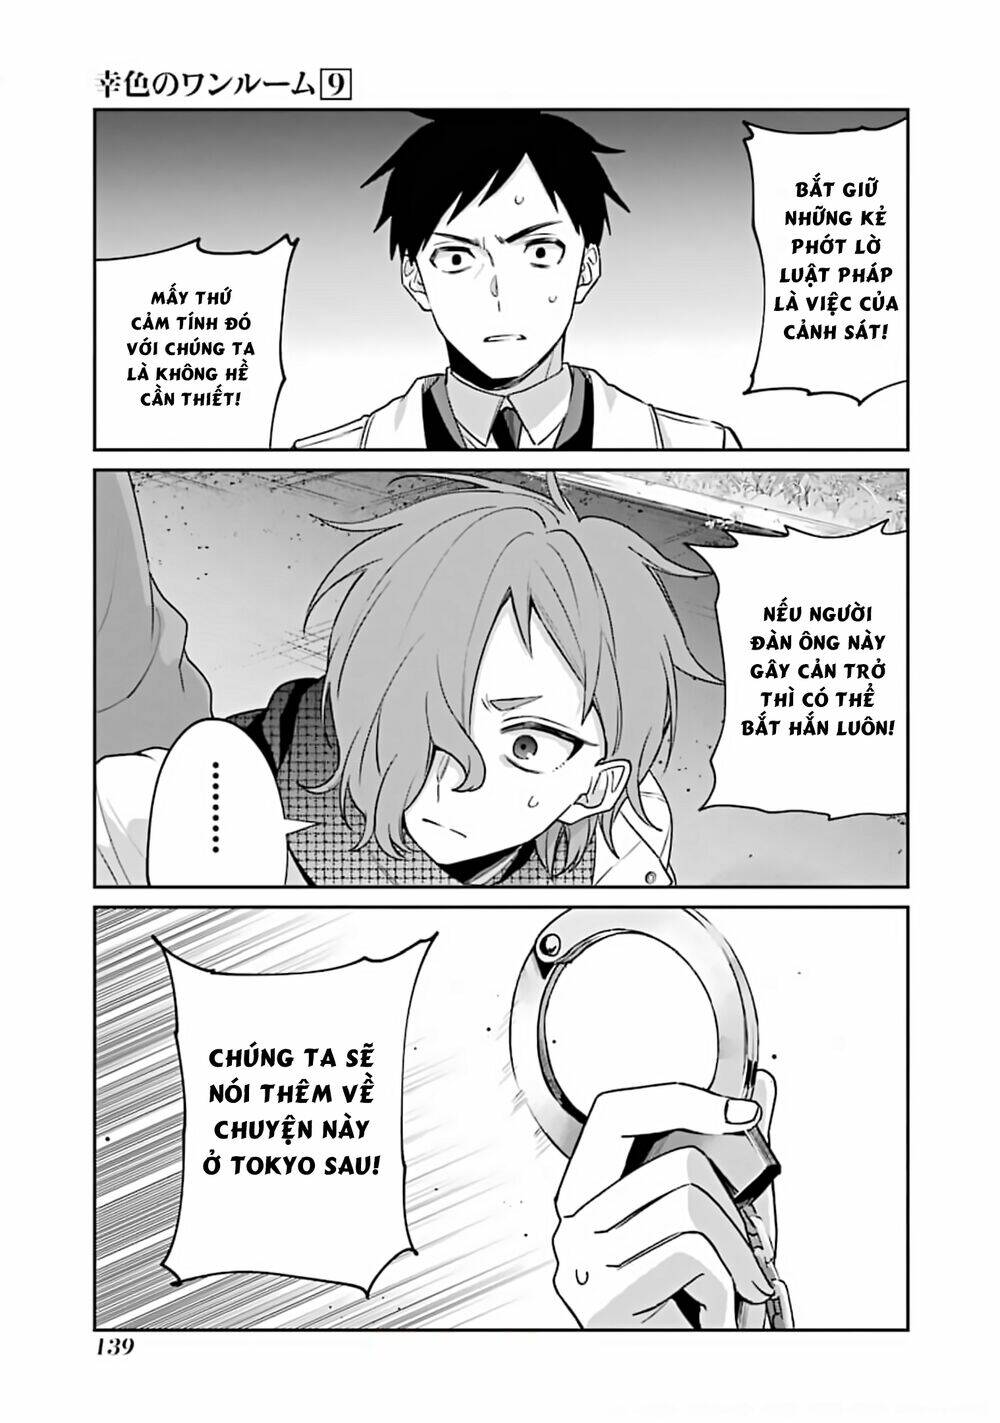 幸色のワンルーム 9
BẮT GIỮ
NHỮNG KẺ
PHỚT LỜ
LUẬT PHÁP
LÀ VIỆC CỦA
CẢNH SÁT!
MẤY THỨ
CẢM TÍNH ĐÓ
VỚI CHÚNG TA
LÀ KHÔNG HỀ
CẦN THIẾT!
NẾU NGƯỜI
ĐÀN ÔNG NÀY
GÂY CẢN TRỞ
THÌ CÓ THỂ
BẮT HẮN LUÔN!
.........
CHÚNG TA SẼ
NÓI THÊM VỀ
CHUYỆN NÀY
Ở TOKYO SAU!
139